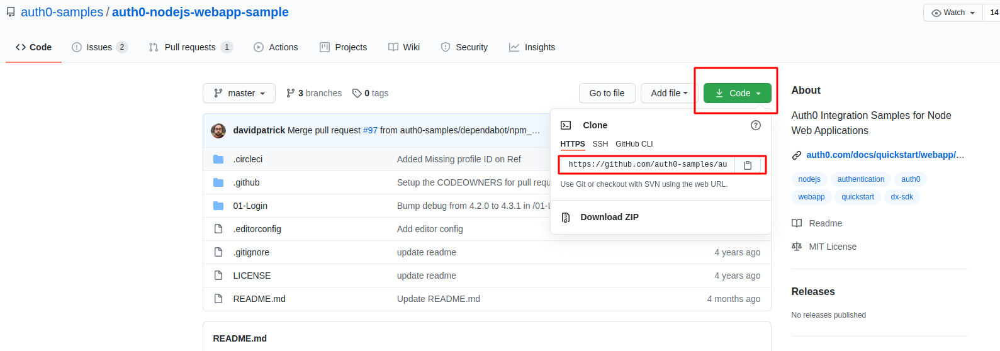 auth0-samples / auth0-nodejs-webapp-sample
Watch 14
Code Issues 2 Pull requests 1 Actions Projects Wiki Security Insights
master 3 branches 0 tags Go to file Add file Code
davidpatrick Merge pull request #97 from auth0-samples/dependabot/npm_…
.circleci Added Missing profile ID on Ref
.github Setup the CODEOWNERS for pull requ
01-Login Bump debug from 4.2.0 to 4.3.1 in /01-L
.editorconfig Add editor config
.gitignore update readme 4 years ago
LICENSE update readme 4 years ago
README.md Update README.md 4 months ago
README.md
Clone
HTTPS SSH GitHub CLI
https://github.com/auth0-samples/au
Use Git or checkout with SVN using the web URL.
Download ZIP
About
Auth0 Integration Samples for Node
Web Applications
auth0.com/docs/quickstart/webapp/…
nodejs authentication auth0
webapp quickstart dx-sdk
Readme
MIT License
Releases
No releases published